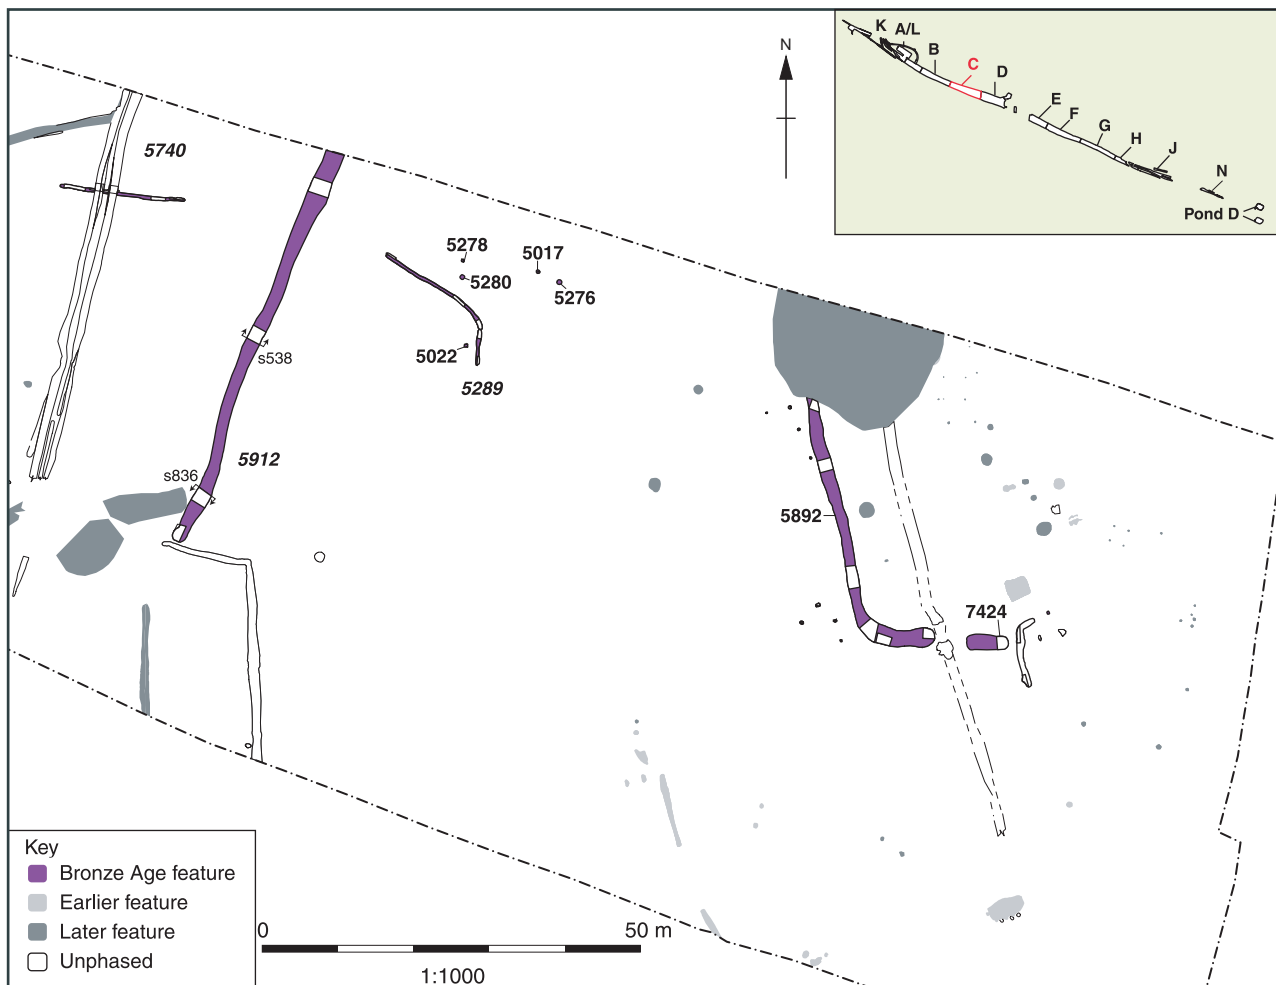 N
K
A/L
B
C
D
E
F
G
H
J
N
Pond D
5740
5278
5017
5280
5276
s538
5022
5289
5912
s836
5892
7424
Key
Bronze Age feature
Earlier feature
Later feature
Unphased
0
50 m
1:1000